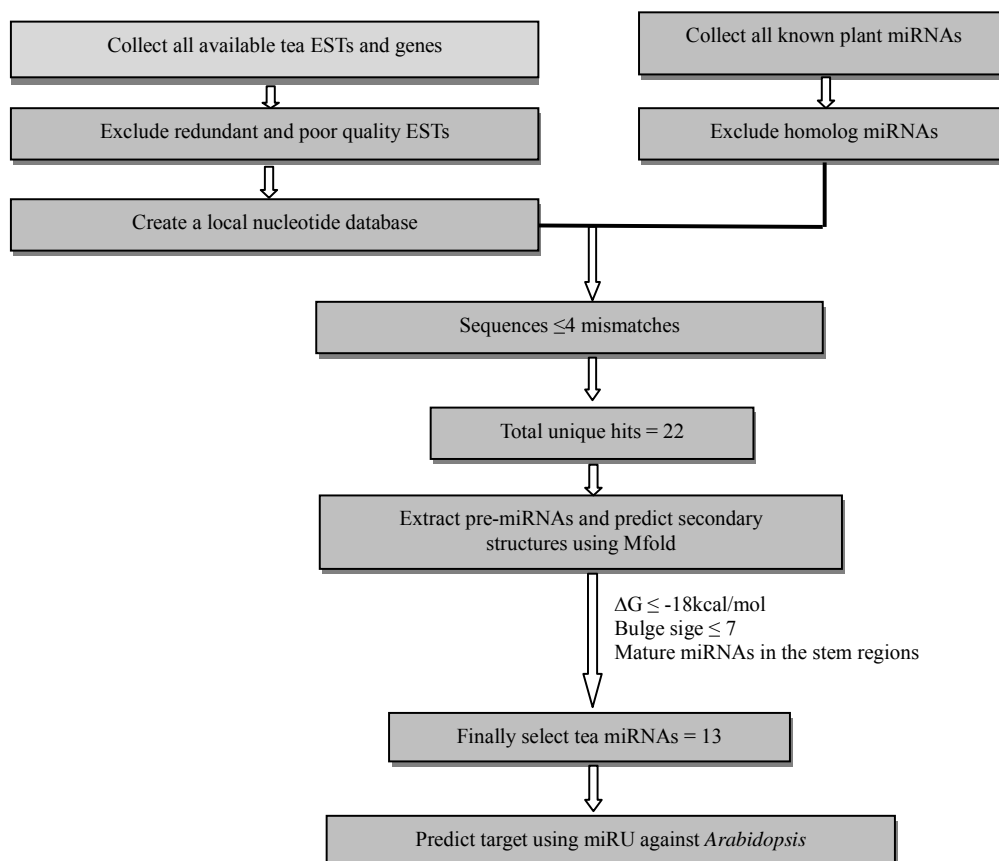 Collect all available tea ESTs and genes
Collect all known plant miRNAs
Exclude redundant and poor quality ESTs
Exclude homolog miRNAs
Create a local nucleotide database
Sequences ≤4 mismatches
Total unique hits = 22
Extract pre-miRNAs and predict secondary
structures using Mfold
ΔG ≤ -18kcal/mol
Bulge sige ≤ 7
Mature miRNAs in the stem regions
Finally select tea miRNAs = 13
Predict target using miRU against Arabidopsis